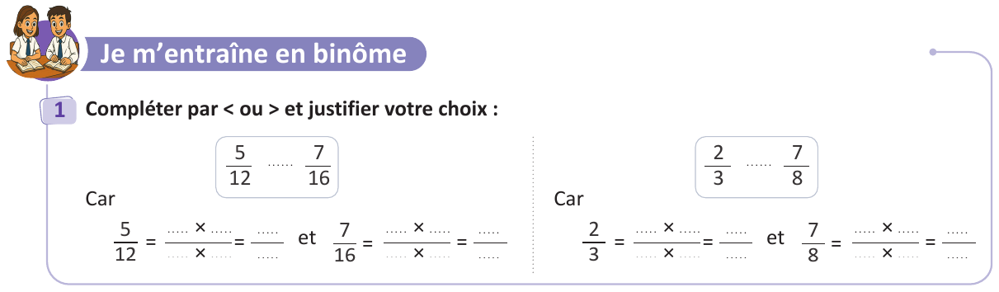 Je m'entraîne en binôme
1 Compléter par < ou > et justifier votre choix :
5/12 ...... 7/16
Car
5/12 = ..... × ..... / ..... × ..... = ..... / ..... et 7/16 = ..... × ..... / ..... × ..... = ..... / .....
2/3 ...... 7/8
Car
2/3 = ..... × ..... / ..... × ..... = ..... / ..... et 7/8 = ..... × ..... / ..... × ..... = ..... / .....